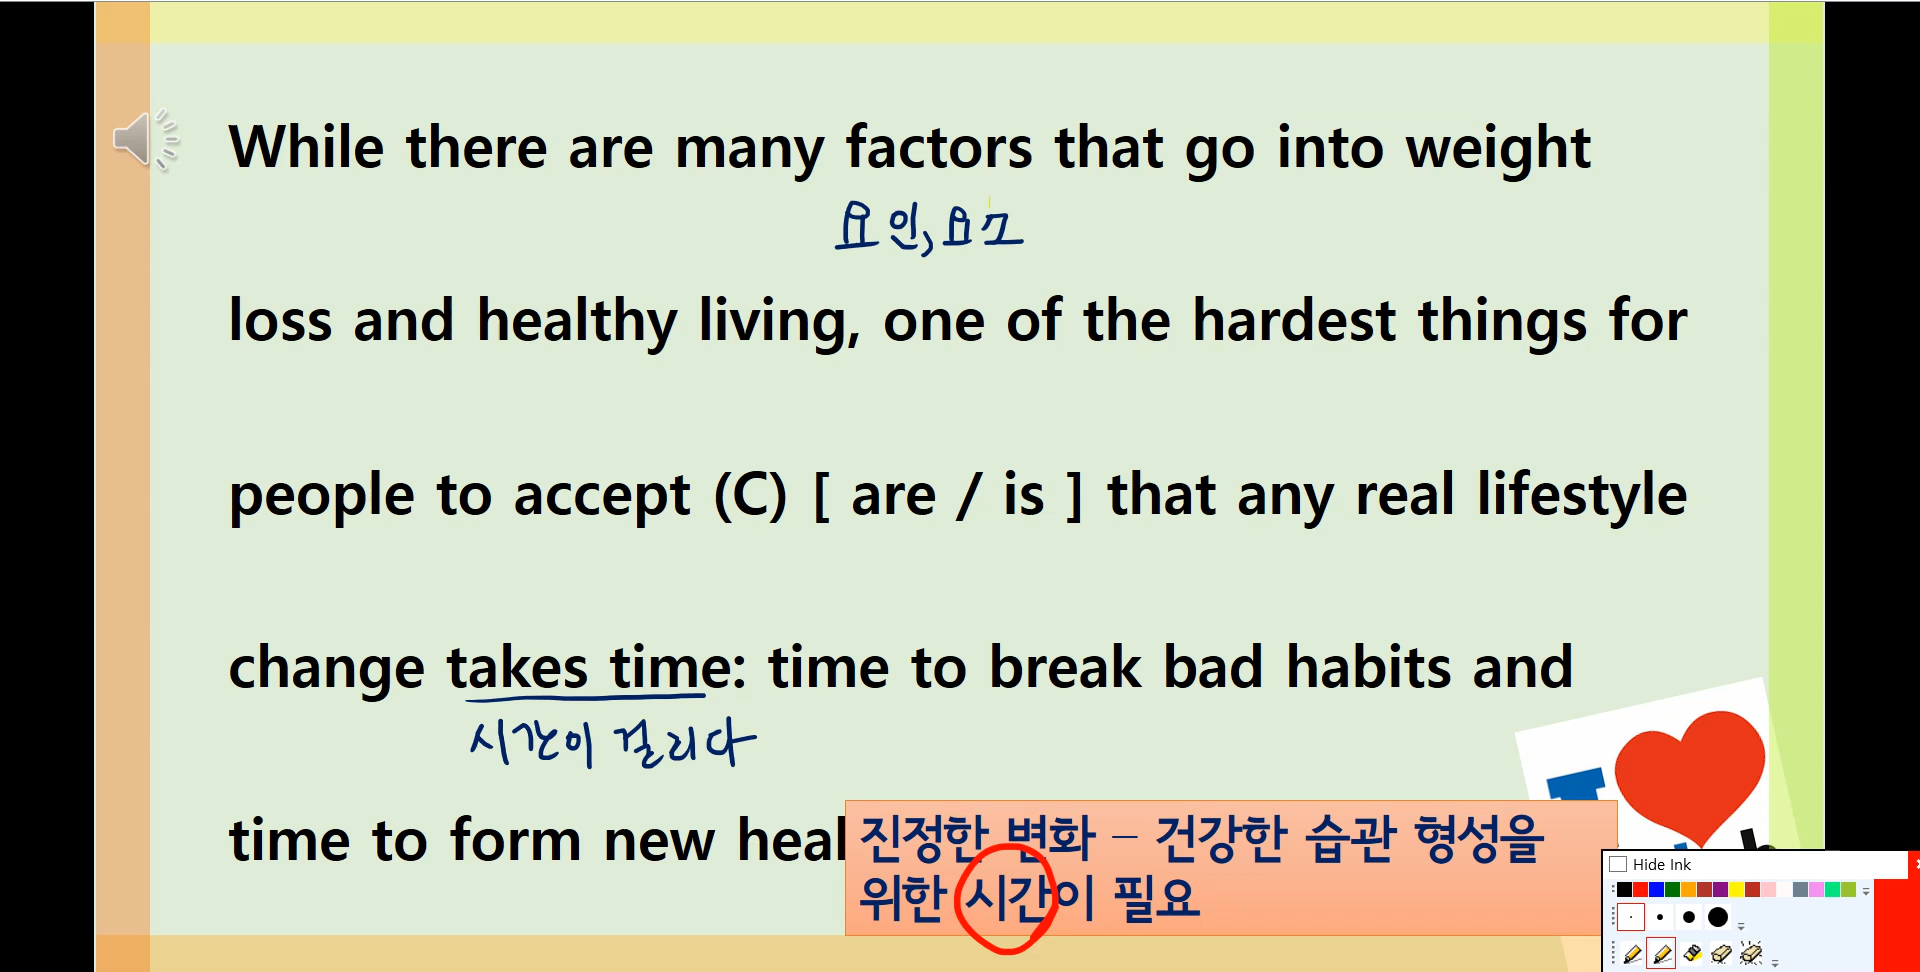 While there are many factors that go into weight
요인, 요소
loss and healthy living, one of the hardest things for
people to accept (C) [ are / is ] that any real lifestyle
change takes time: time to break bad habits and
시간이 걸리다
time to form new heal
진정한 변화 – 건강한 습관 형성을
위한 시간이 필요
Hide Ink